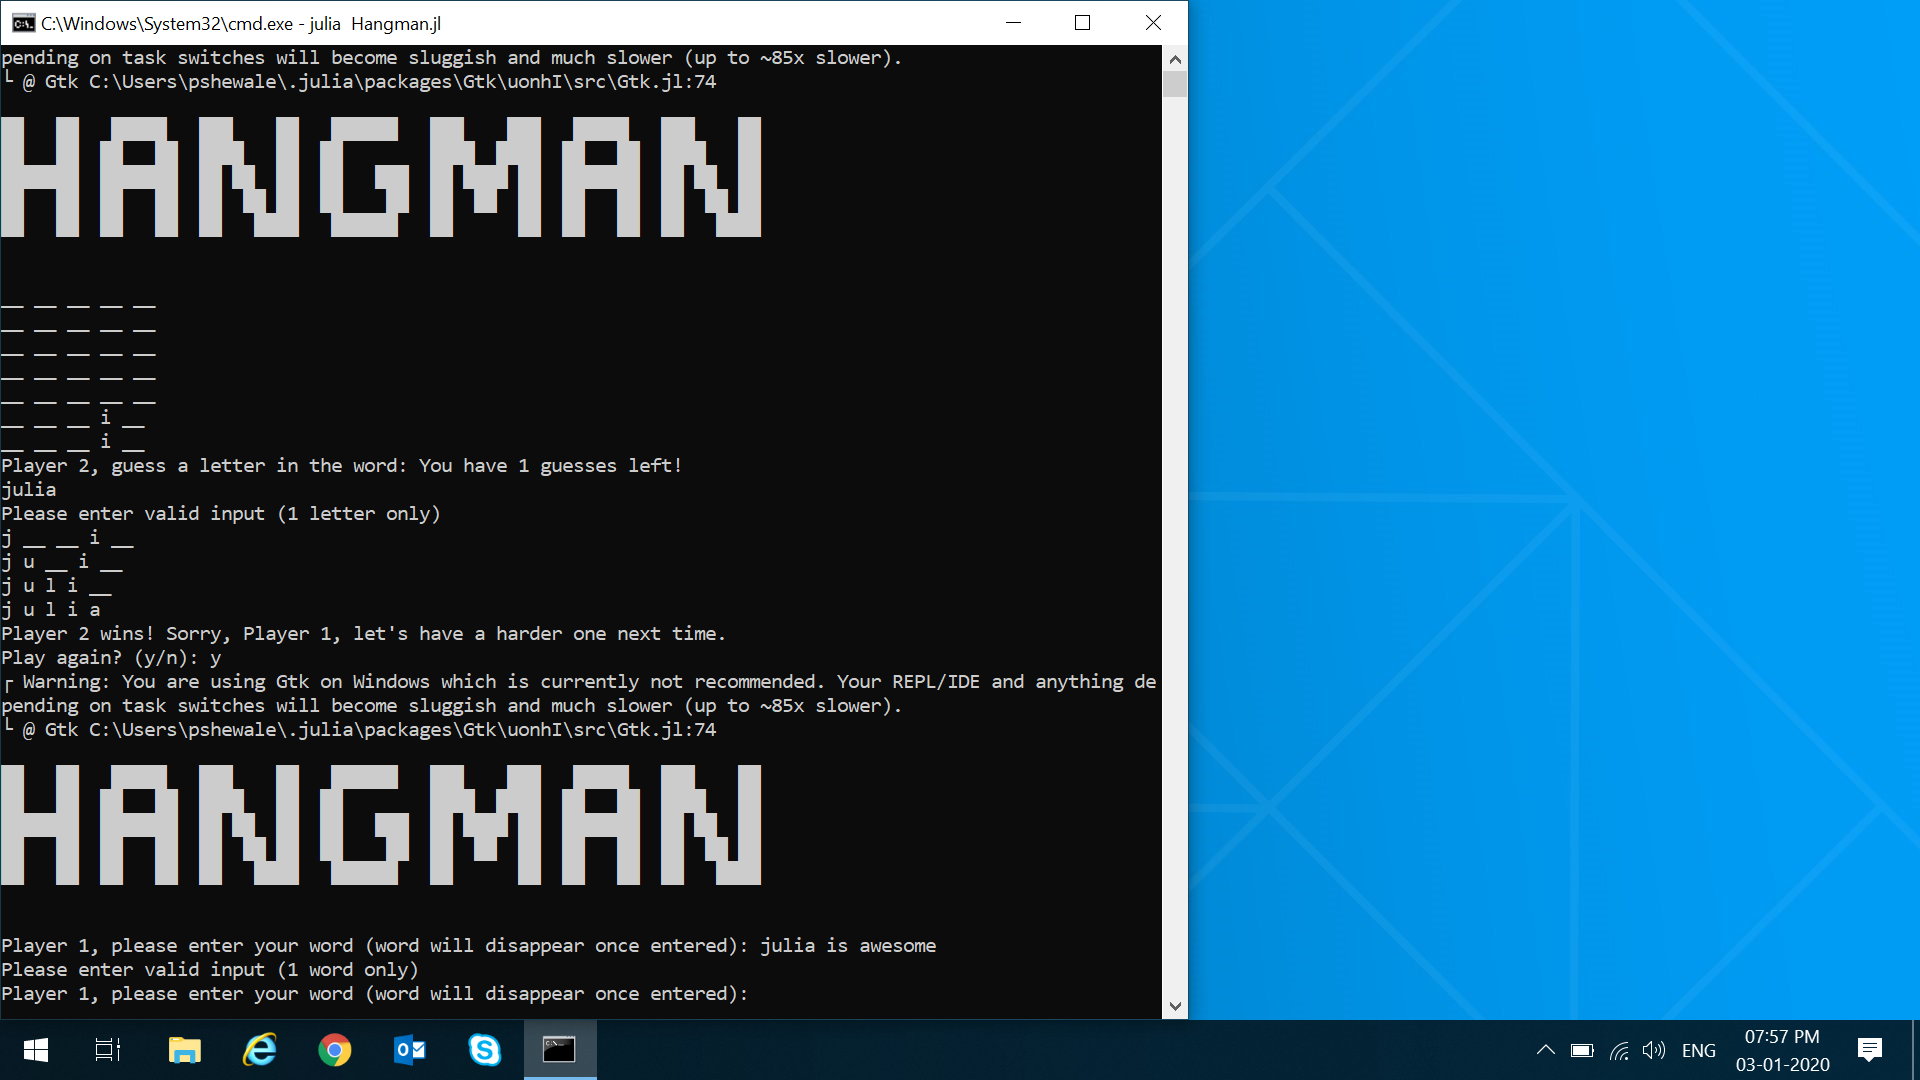 C:\Windows\System32\cmd.exe - julia  Hangman.jl
pending on task switches will become sluggish and much slower (up to ~85x slower).
└ @ Gtk C:\Users\pshewale\.julia\packages\Gtk\uonhI\src\Gtk.jl:74
HANGMAN
__ __ __ __ __
__ __ __ __ __
__ __ __ __ __
__ __ __ __ __
__ __ __ __ __
__ __ __ i __
__ __ __ i __
Player 2, guess a letter in the word: You have 1 guesses left!
julia
Please enter valid input (1 letter only)
j __ __ i __
j u __ i __
j u l i __
j u l i a
Player 2 wins! Sorry, Player 1, let's have a harder one next time.
Play again? (y/n): y
┌ Warning: You are using Gtk on Windows which is currently not recommended. Your REPL/IDE and anything de
pending on task switches will become sluggish and much slower (up to ~85x slower).
└ @ Gtk C:\Users\pshewale\.julia\packages\Gtk\uonhI\src\Gtk.jl:74
HANGMAN
Player 1, please enter your word (word will disappear once entered): julia is awesome
Please enter valid input (1 word only)
Player 1, please enter your word (word will disappear once entered):
ENG
07:57 PM
03-01-2020